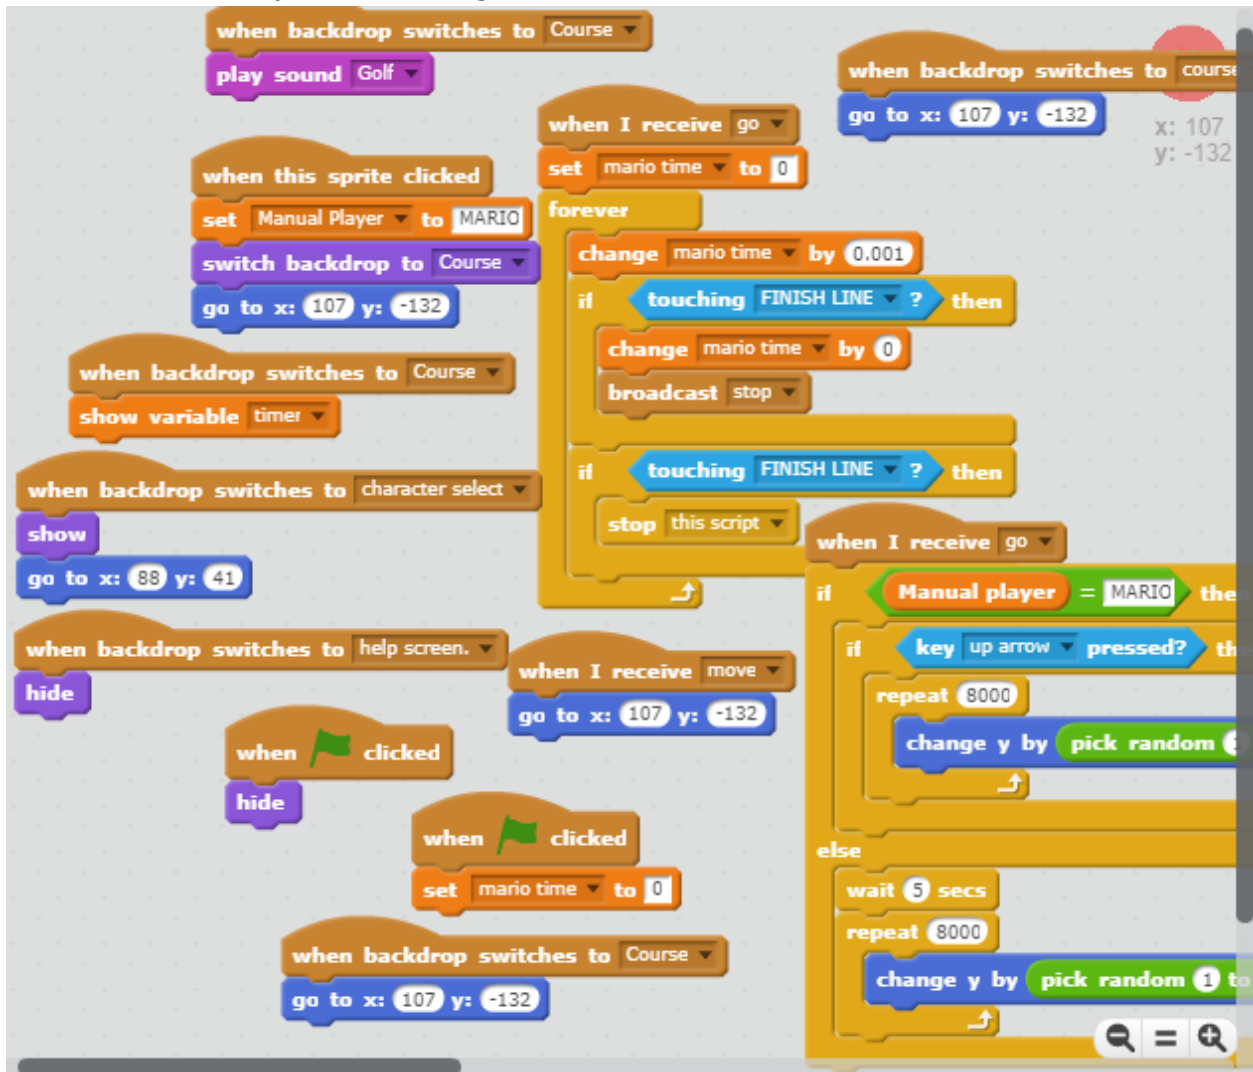 when backdrop switches to Course
play sound Golf
when this sprite clicked
set Manual Player to MARIO
switch backdrop to Course
go to x: 107 y: -132
when backdrop switches to Course
show variable timer
when backdrop switches to character select
show
go to x: 88 y: 41
when backdrop switches to help screen.
hide
when clicked
hide
when clicked
set mario time to 0
when backdrop switches to Course
go to x: 107 y: -132
when I receive go
set mario time to 0
forever
change mario time by 0.001
if touching FINISH LINE ? then
change mario time by 0
broadcast stop
if touching FINISH LINE ? then
stop this script
when I receive move
go to x: 107 y: -132
when backdrop switches to course
go to x: 107 y: -132
x: 107
y: -132
when I receive go
if Manual player = MARIO the
if key up arrow pressed? th
repeat 8000
change y by pick random
else
wait 5 secs
repeat 8000
change y by pick random 1 to